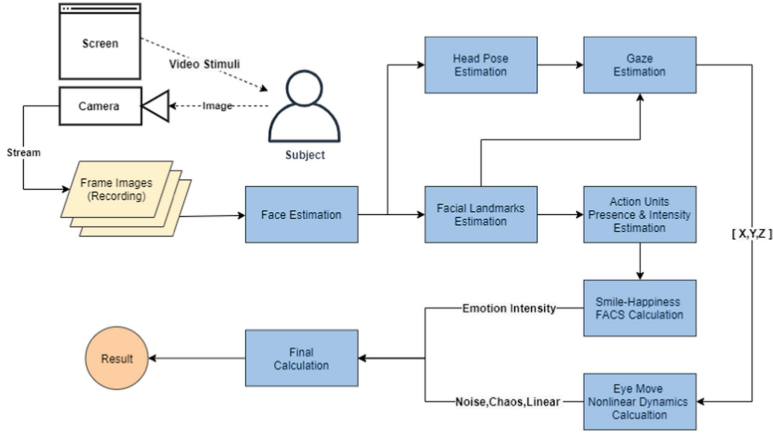 Screen
Video Stimuli
Camera
Image
Subject
Stream
Frame Images
(Recording)
Face Estimation
Head Pose
Estimation
Gaze
Estimation
Facial Landmarks
Estimation
Action Units
Presence & Intensity
Estimation
[ X,Y,Z ]
Smile-Happiness
FACS Calculation
Emotion Intensity
Final
Calculation
Result
Eye Move
Nonlinear Dynamics
Calcualtion
Noise,Chaos,Linear